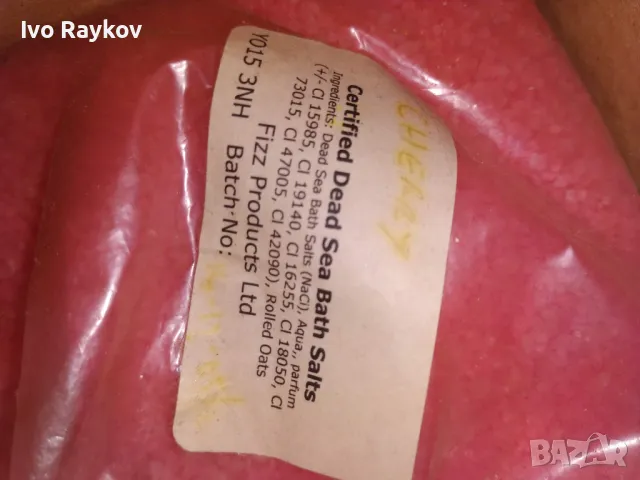 Ivo Raykov
CHERRY
Certified Dead Sea Bath Salts
Ingredients: Dead Sea Bath Salts (NaCl), Aqua,, parfum
(+/- CI 15985, CI 19140, CI 16255, CI 18050, CI
73015, CI 47005, CI 42090), Rolled Oats
Fizz Products Ltd
YO15 3NH Batch No:
BAZAR